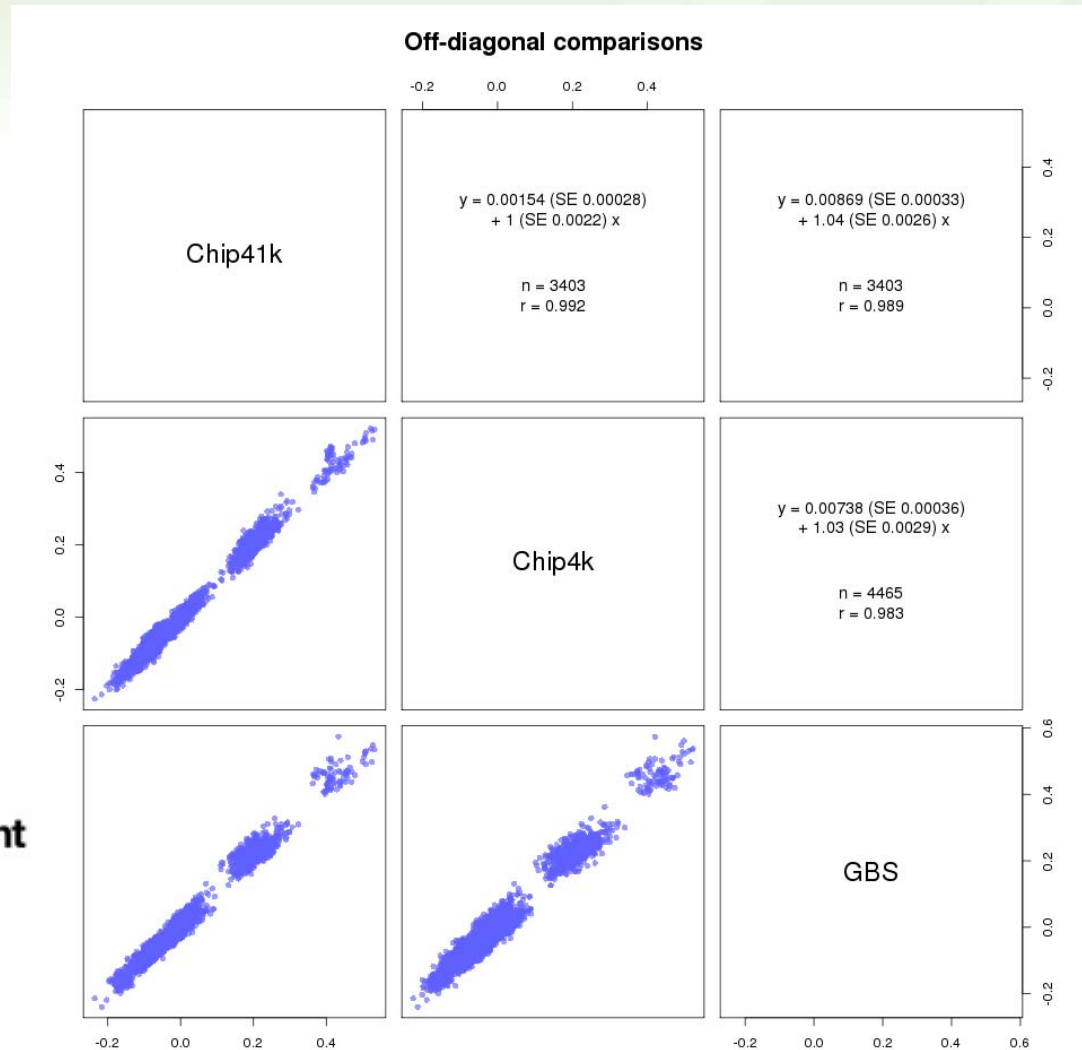 Off-diagonal comparisons
-0.2 0.0 0.2 0.4
Chip41k
y = 0.00154 (SE 0.00028)
+ 1 (SE 0.0022) x
n = 3403
r = 0.992
y = 0.00869 (SE 0.00033)
+ 1.04 (SE 0.0026) x
n = 3403
r = 0.989
0.4
0.2
0.0
-0.2
0.4
0.2
0.0
-0.2
Chip4k
y = 0.00738 (SE 0.00036)
+ 1.03 (SE 0.0029) x
n = 4465
r = 0.983
nt
GBS
0.6
0.4
0.2
0.0
-0.2
-0.2 0.0 0.2 0.4
-0.2 0.0 0.2 0.4 0.6